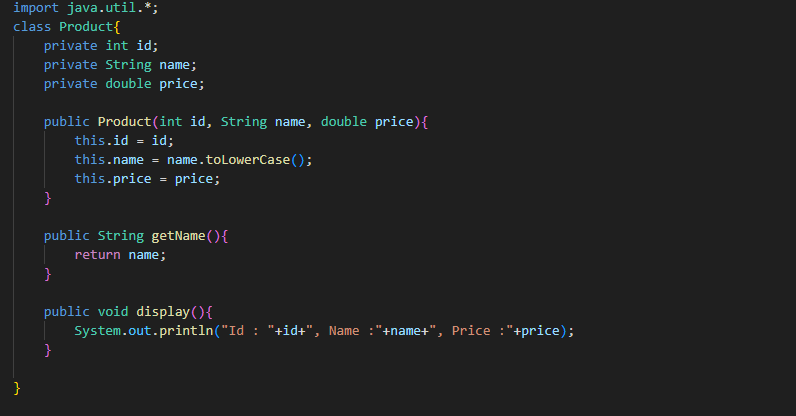 import java.util.*;
class Product{
    private int id;
    private String name;
    private double price;

    public Product(int id, String name, double price){
        this.id = id;
        this.name = name.toLowerCase();
        this.price = price;
    }

    public String getName(){
        return name;
    }

    public void display(){
        System.out.println("Id : "+id+", Name :"+name+", Price :"+price);
    }

}